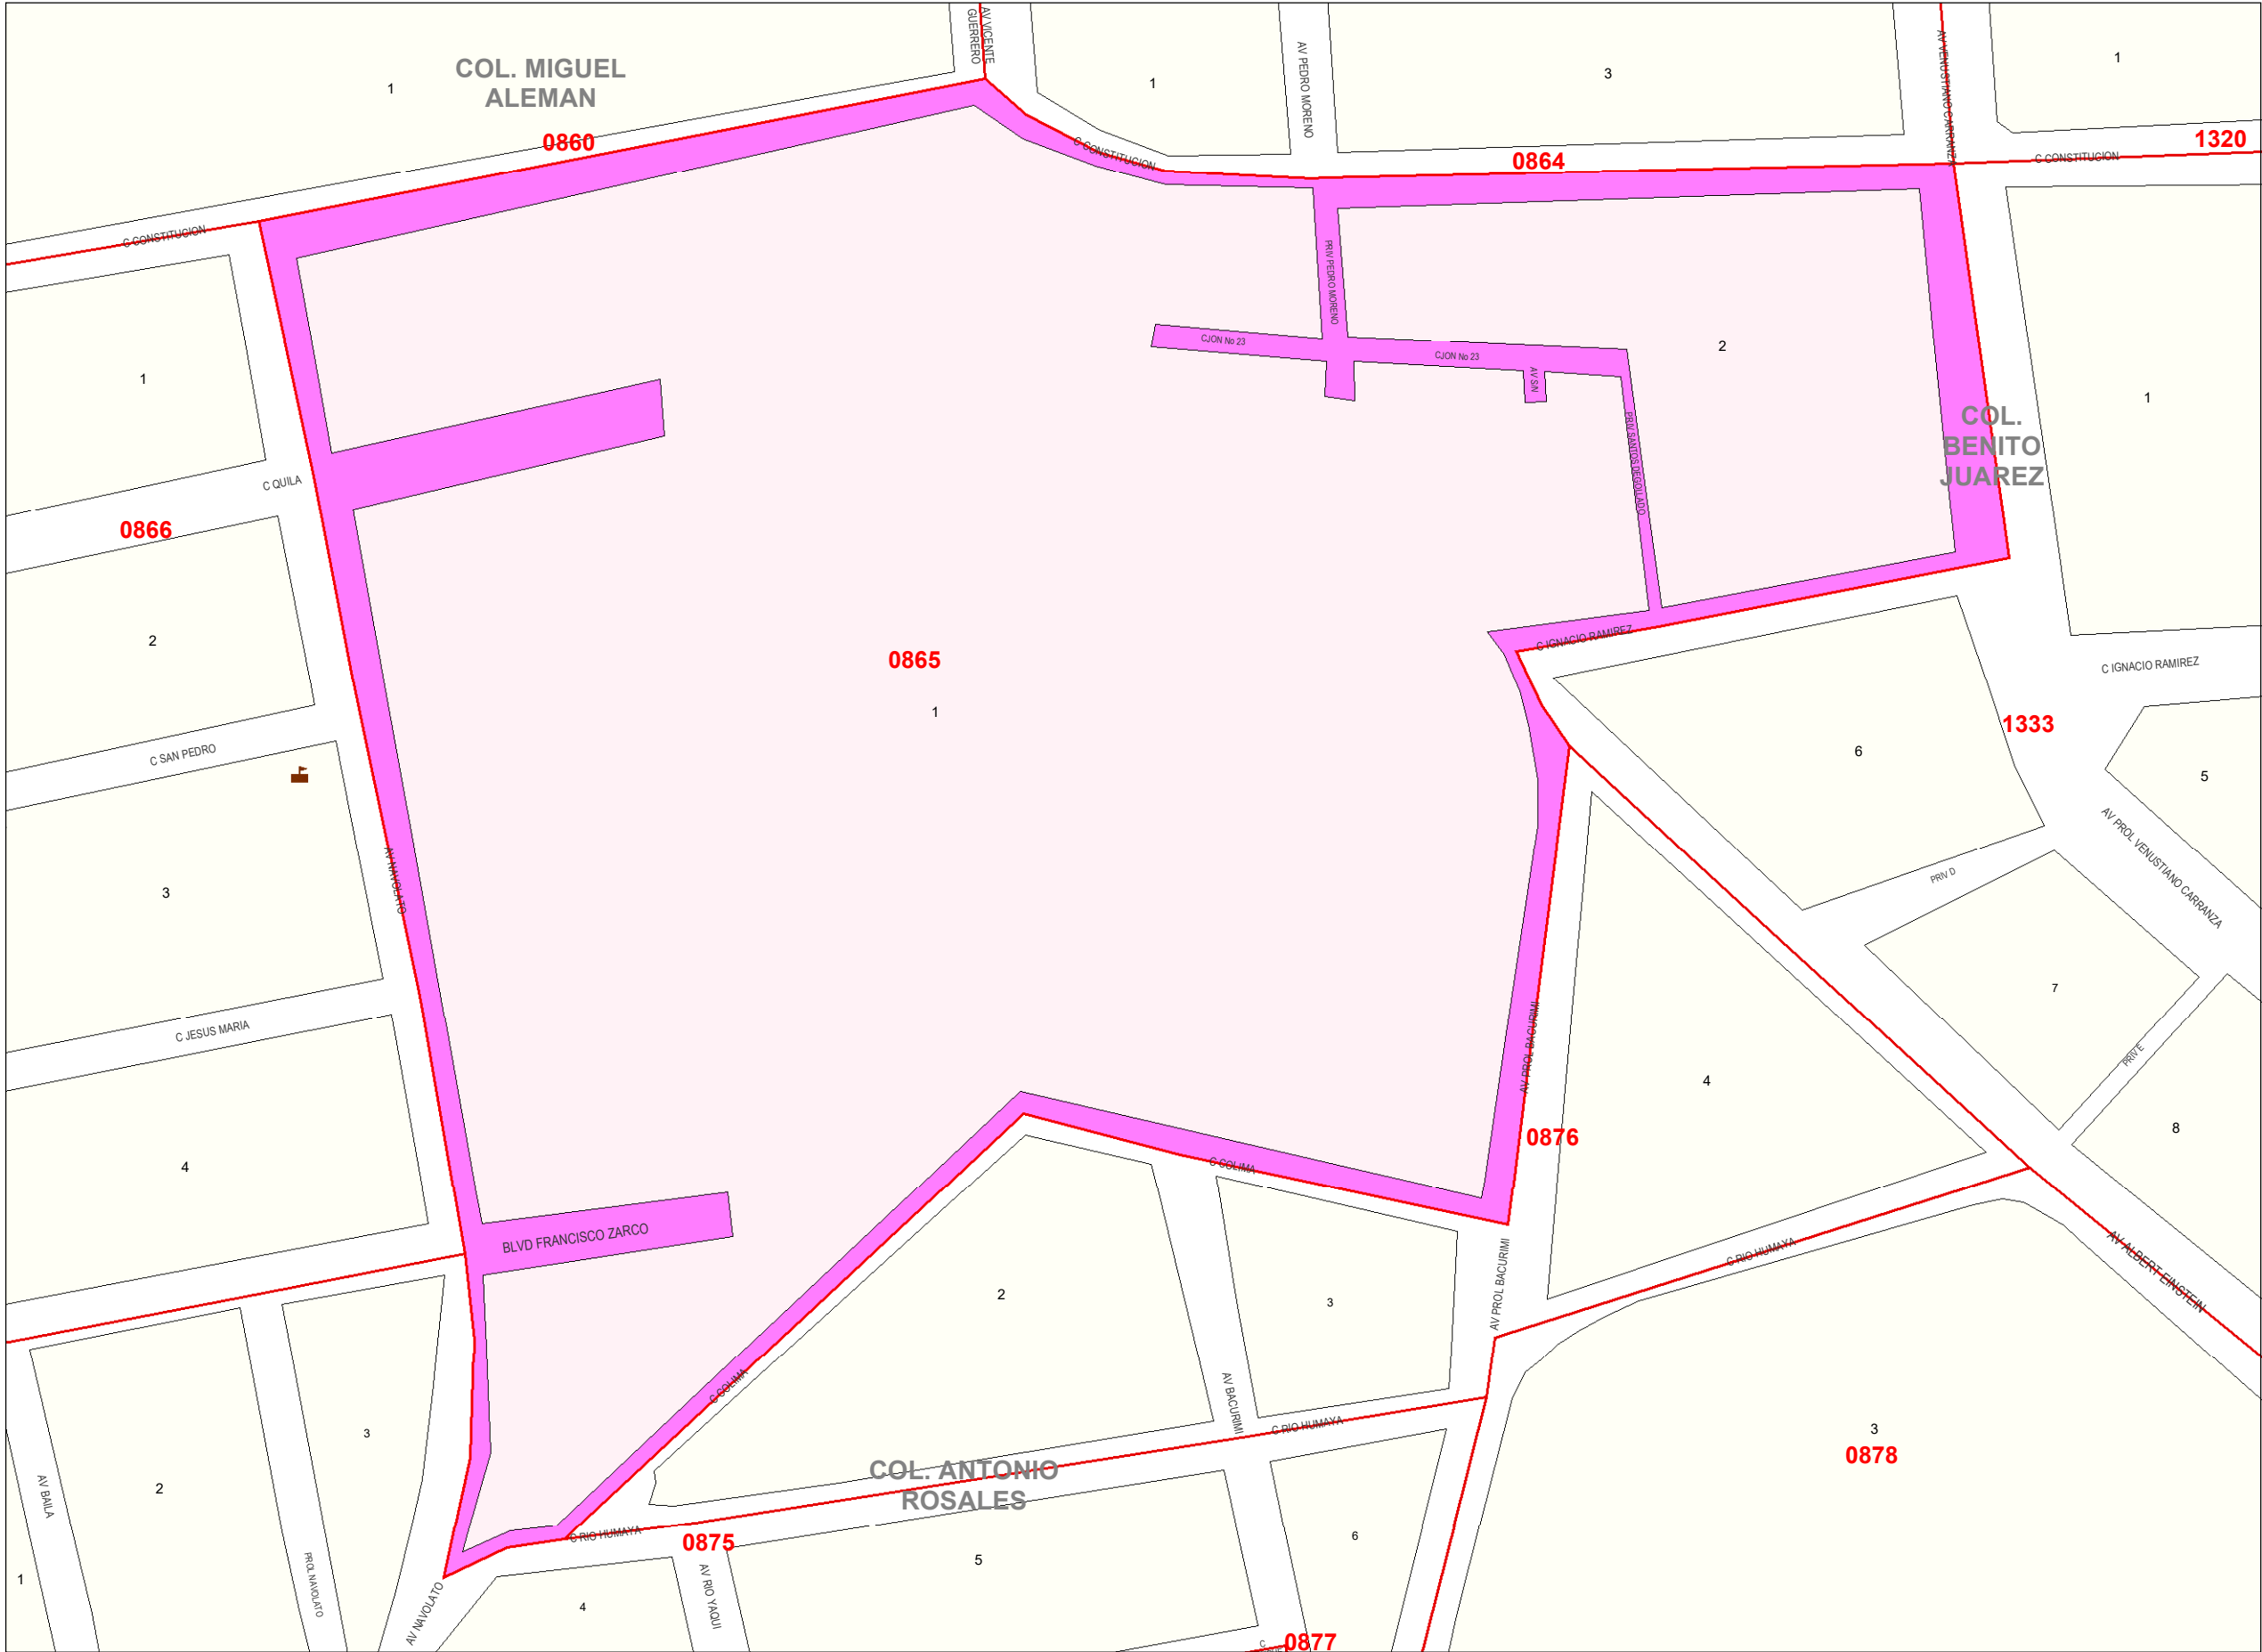 AV VICENTE
GUERRERO
AV PEDRO MORENO
AV VENUSTIANO CARRANZA
COL. MIGUEL
ALEMAN
1
1
3
1
0860
C CONSTITUCION
0864
C CONSTITUCION
1320
C CONSTITUCION
PRIV PEDRO MORENO
CJON No 23
CJON No 23
AV S/N
2
1
1
COL.
BENITO
JUAREZ
PRIV SANTOS DEGOLLADO
C QUILA
0866
2
C IGNACIO RAMIREZ
C IGNACIO RAMIREZ
0865
1
1333
6
5
C SAN PEDRO
AV PROL VENUSTIANO CARRANZA
3
AV NAVOLATO
PRIV D
7
C JESUS MARIA
AV PROL BACURIMI
PRIV E
4
0876
8
4
C COLIMA
BLVD FRANCISCO ZARCO
C RIO HUMAYA
AV ALBERT EINSTEIN
AV PROL BACURIMI
2
3
C COLIMA
AV BACURIMI
C RIO HUMAYA
3
3
0878
COL. ANTONIO
ROSALES
2
AV BAILA
C RIO HUMAYA
0875
6
5
1
PROL NAVOLATO
AV NAVOLATO
4
AV RIO YAQUI
C
0877